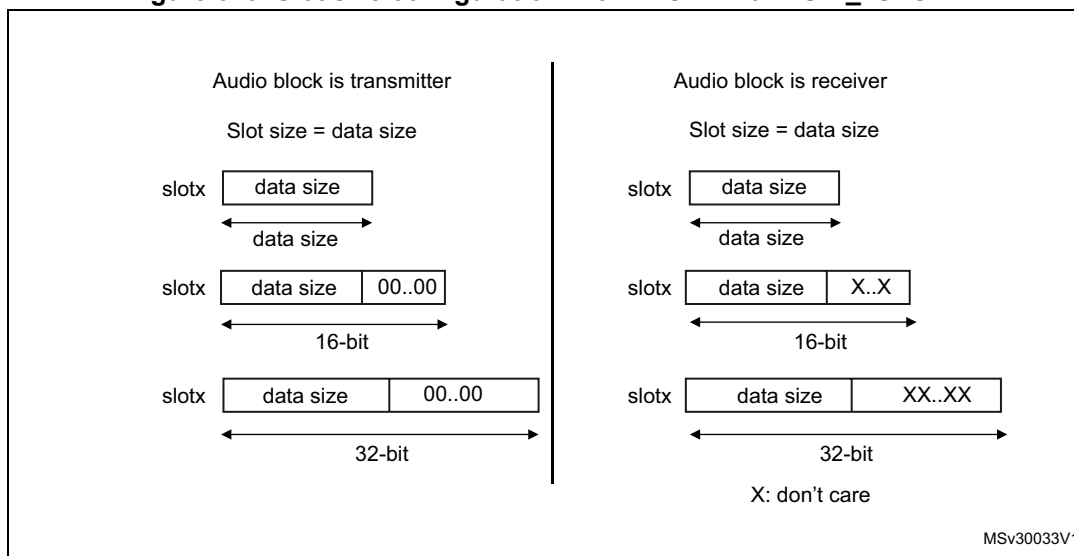 Audio block is transmitter
Slot size = data size
slotx data size
data size
slotx data size 00..00
16-bit
slotx data size 00..00
32-bit
Audio block is receiver
Slot size = data size
slotx data size
data size
slotx data size X..X
16-bit
slotx data size XX..XX
32-bit
X: don't care
MSv30033V1